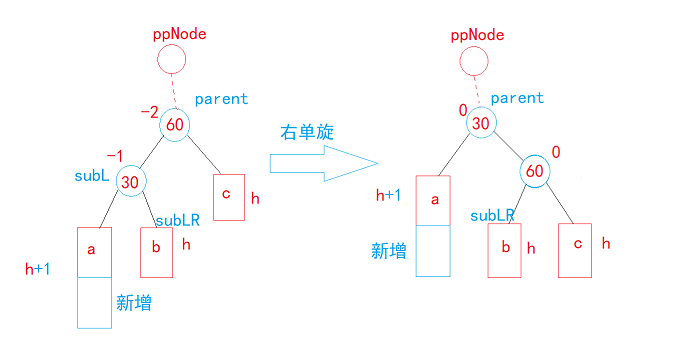 ppNode
parent
-2
60
-1
subL
30
c
h
subLR
a
b
h
h+1
新增
右单旋
ppNode
parent
0
30
0
60
h+1
a
subLR
新增
b
h
c
h